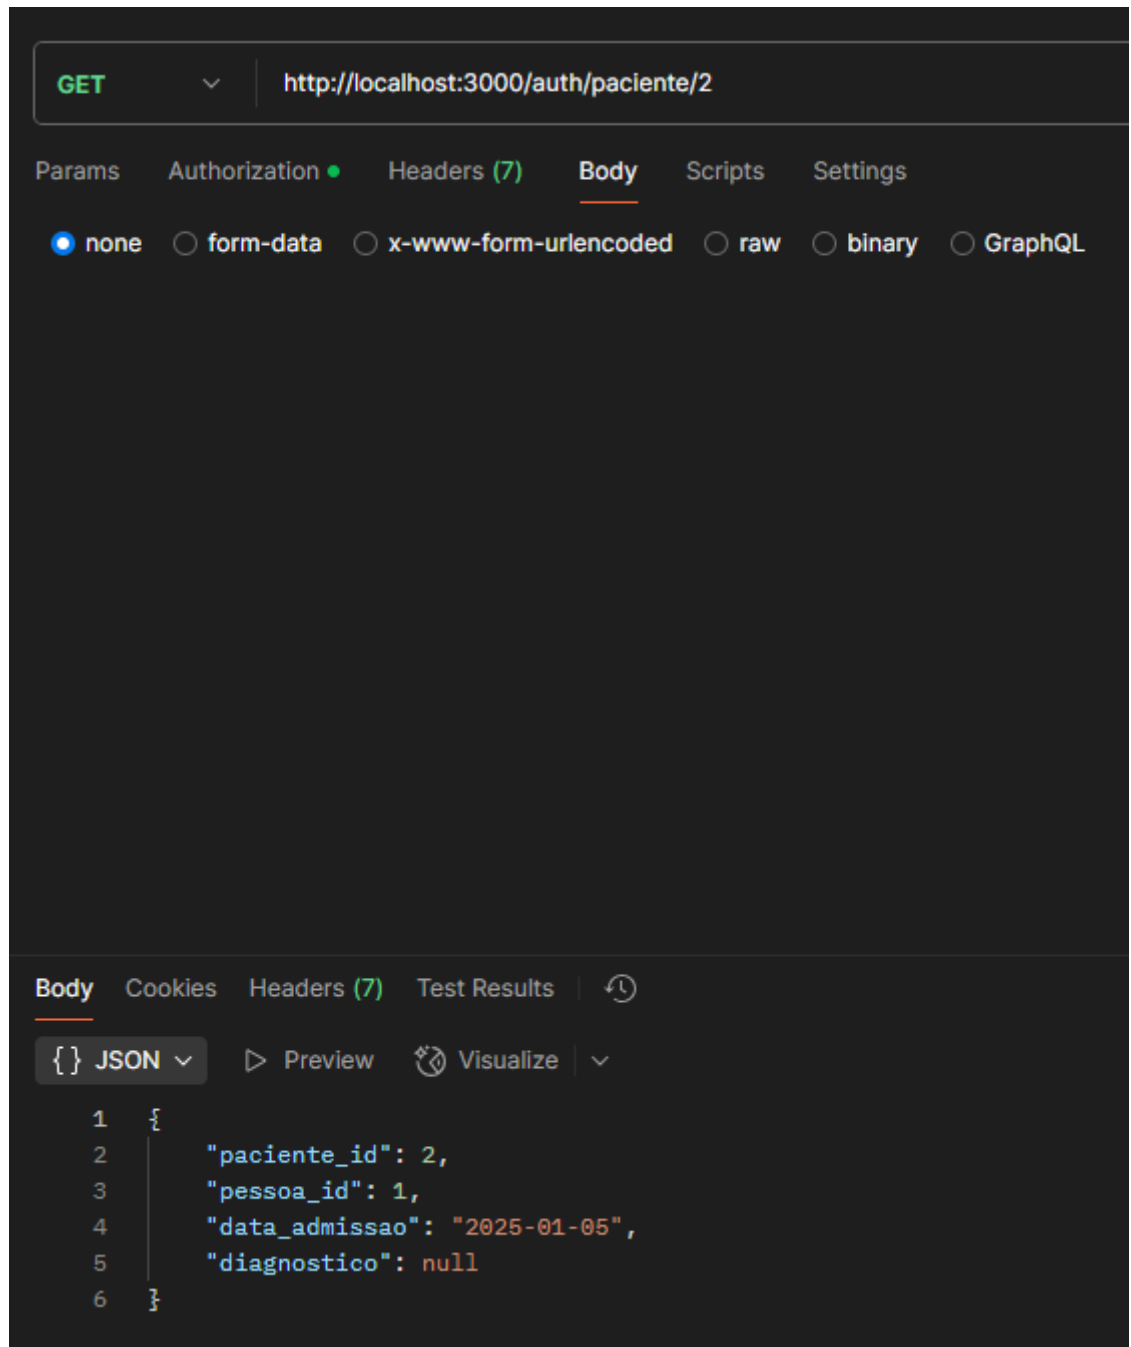 GET http://localhost:3000/auth/paciente/2
Params Authorization Headers (7) Body Scripts Settings
none form-data x-www-form-urlencoded raw binary GraphQL
Body Cookies Headers (7) Test Results
{} JSON Preview Visualize
1 {
2 "paciente_id": 2,
3 "pessoa_id": 1,
4 "data_admissao": "2025-01-05",
5 "diagnostico": null
6 }